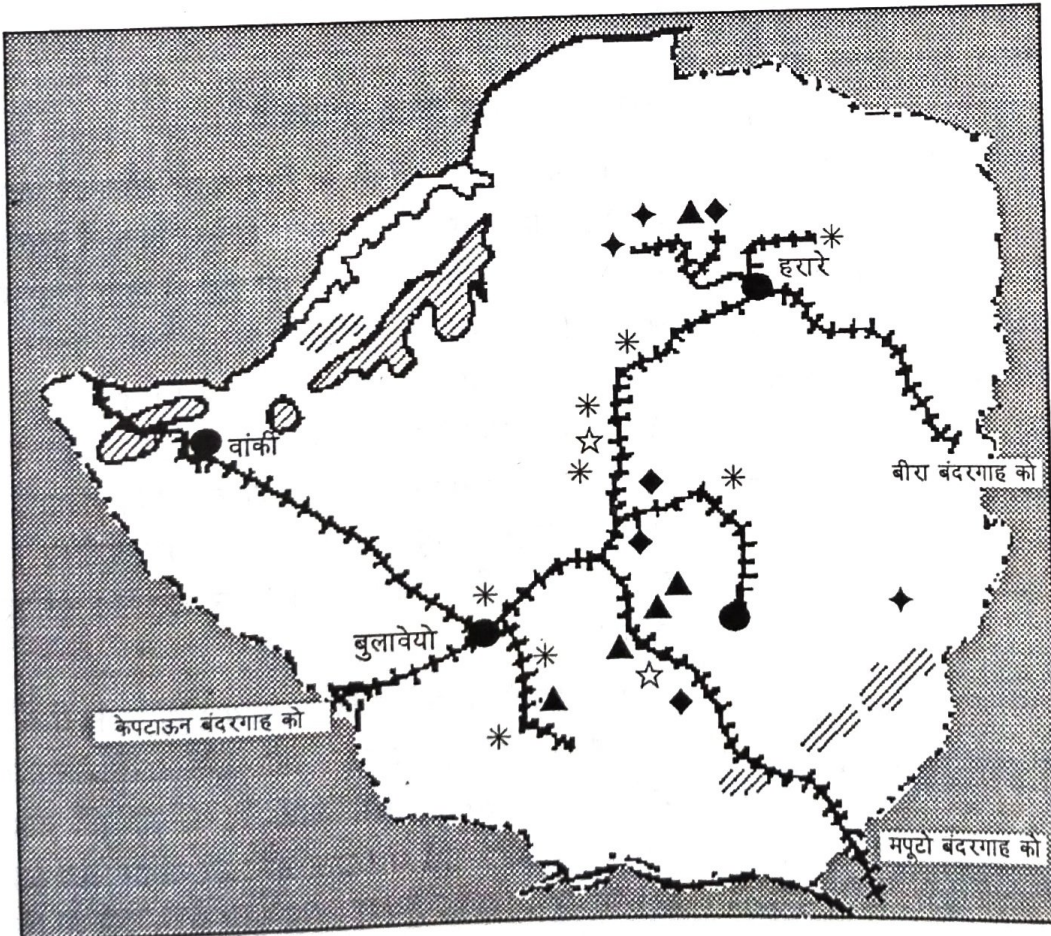 हरारे
वांकी
बीरा बंदरगाह को
बुलावेयो
केपटाऊन बंदरगाह को
मपूटो बंदरगाह को